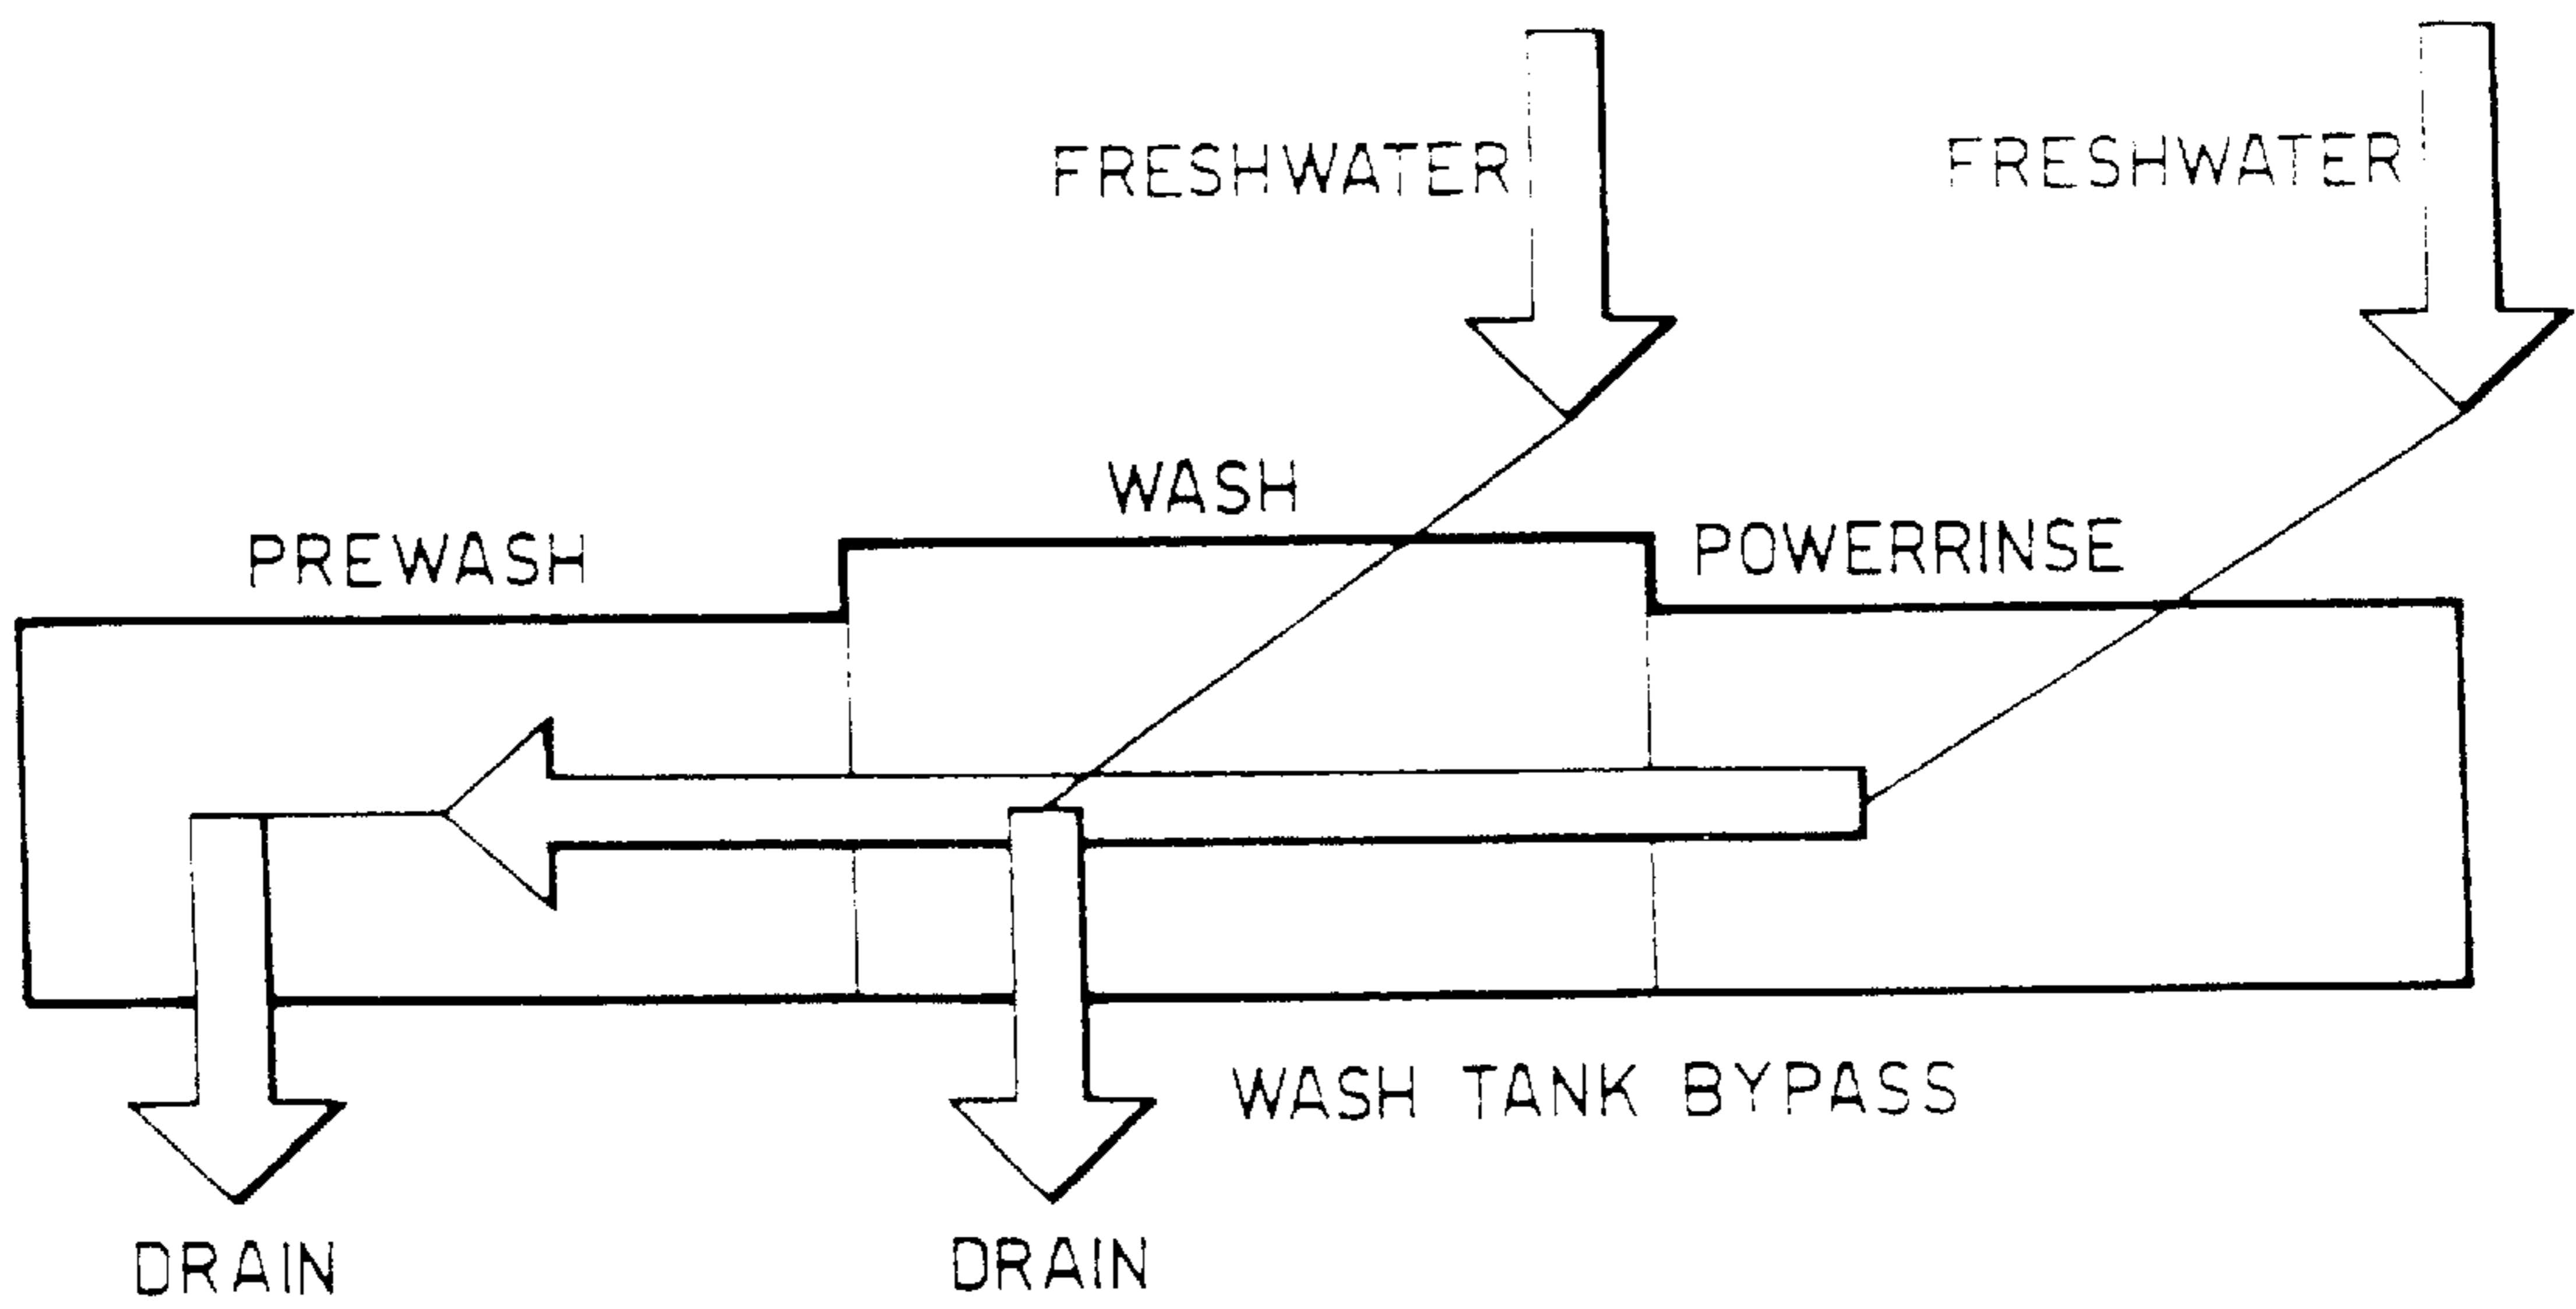 FRESHWATER
FRESHWATER
WASH
PREWASH
POWERRINSE
WASH TANK BYPASS
DRAIN
DRAIN